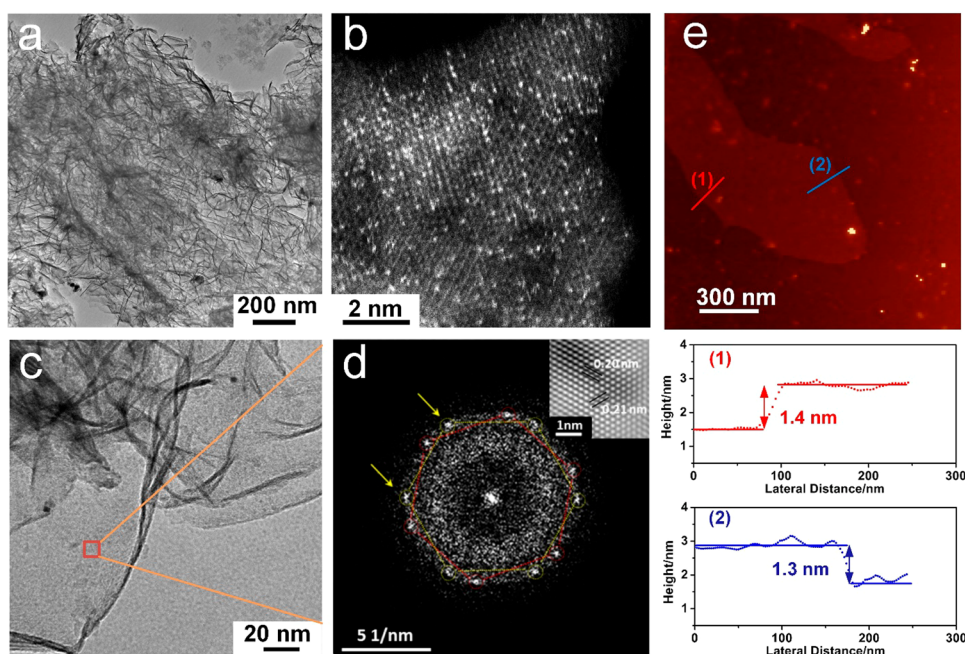 a
200 nm
b
2 nm
c
20 nm
d
0.20 nm
0.21 nm
1nm
5 1/nm
e
(1)
(2)
300 nm
(1)
1.4 nm
Height/nm
4
3
2
1
0
100
200
300
Lateral Distance/nm
(2)
1.3 nm
Height/nm
4
3
2
1
0
0
100
200
300
Lateral Distance/nm